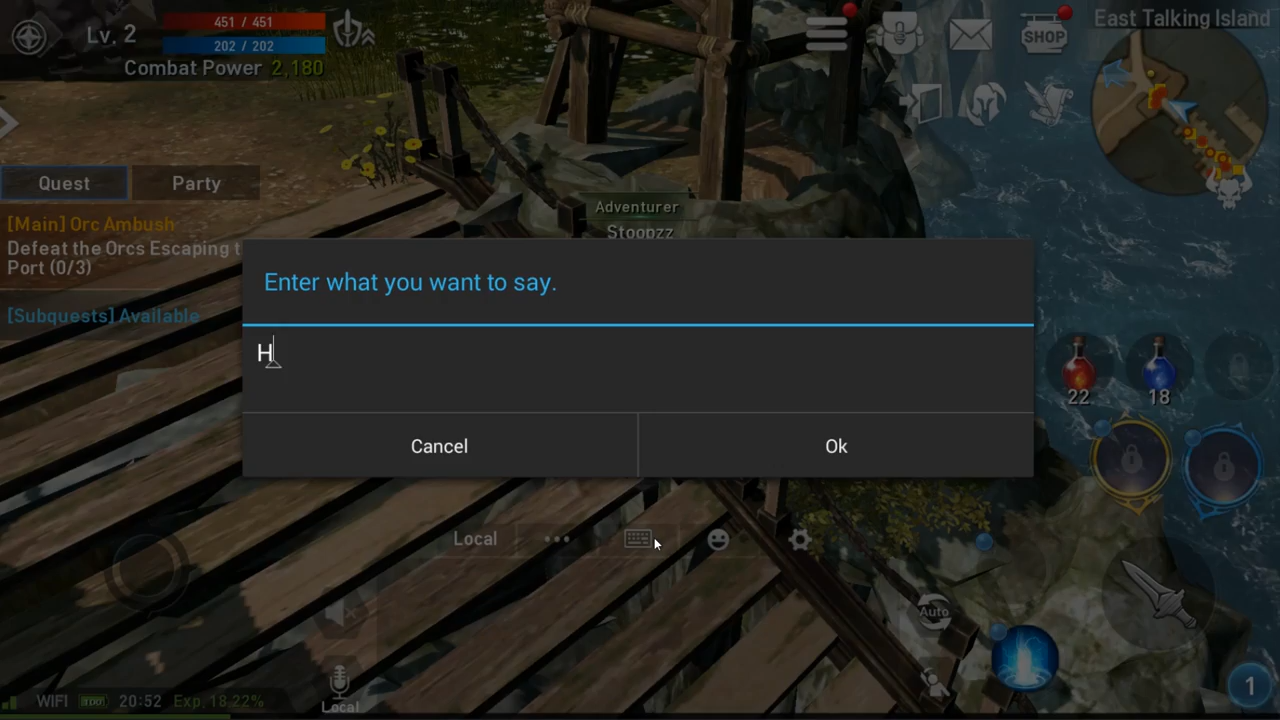 Lv. 2
451 / 451
202 / 202
Combat Power 2,180
SHOP
East Talking Island
Quest
Party
[Main] Orc Ambush
Defeat the Orcs Escaping t
Port (0/3)
[Subquests] Available
Adventurer
Stoopzz
Enter what you want to say.
H
Cancel
Ok
22
18
Local
Auto
WIFI
20:52
Exp. 18.22%
Local
1